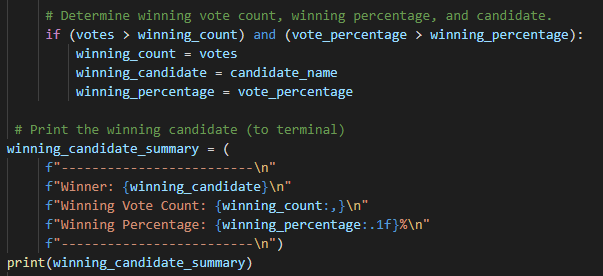 # Determine winning vote count, winning percentage, and candidate.
if (votes > winning_count) and (vote_percentage > winning_percentage):
winning_count = votes
winning_candidate = candidate_name
winning_percentage = vote_percentage
# Print the winning candidate (to terminal)
winning_candidate_summary = (
f"-------------------------\n"
f"Winner: {winning_candidate}\n"
f"Winning Vote Count: {winning_count:,}\n"
f"Winning Percentage: {winning_percentage:.1f}%\n"
f"-------------------------\n")
print(winning_candidate_summary)